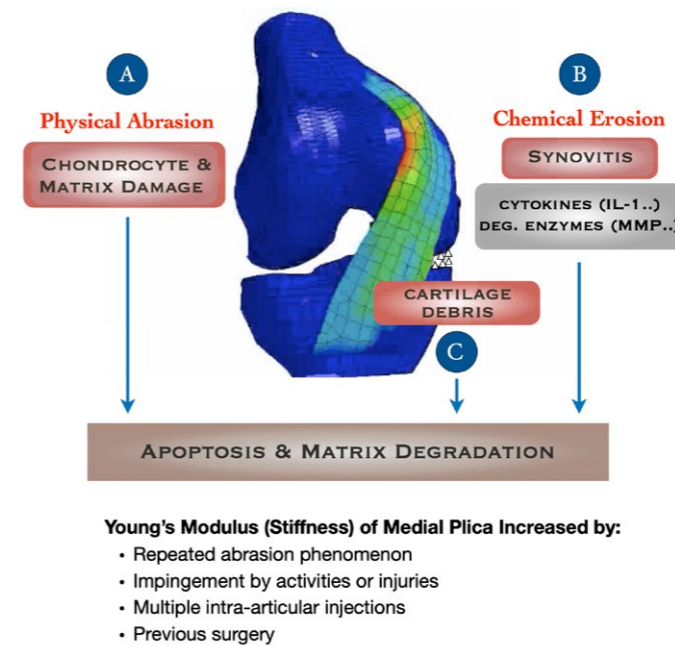 A
Physical Abrasion
CHONDROCYTE &
MATRIX DAMAGE
B
Chemical Erosion
SYNOVITIS
CYTOKINES (IL-1..)
DEG. ENZYMES (MMP..)
CARTILAGE
DEBRIS
C
APOPTOSIS & MATRIX DEGRADATION
Young's Modulus (Stiffness) of Medial Plica Increased by:
• Repeated abrasion phenomenon
• Impingement by activities or injuries
• Multiple intra-articular injections
• Previous surgery